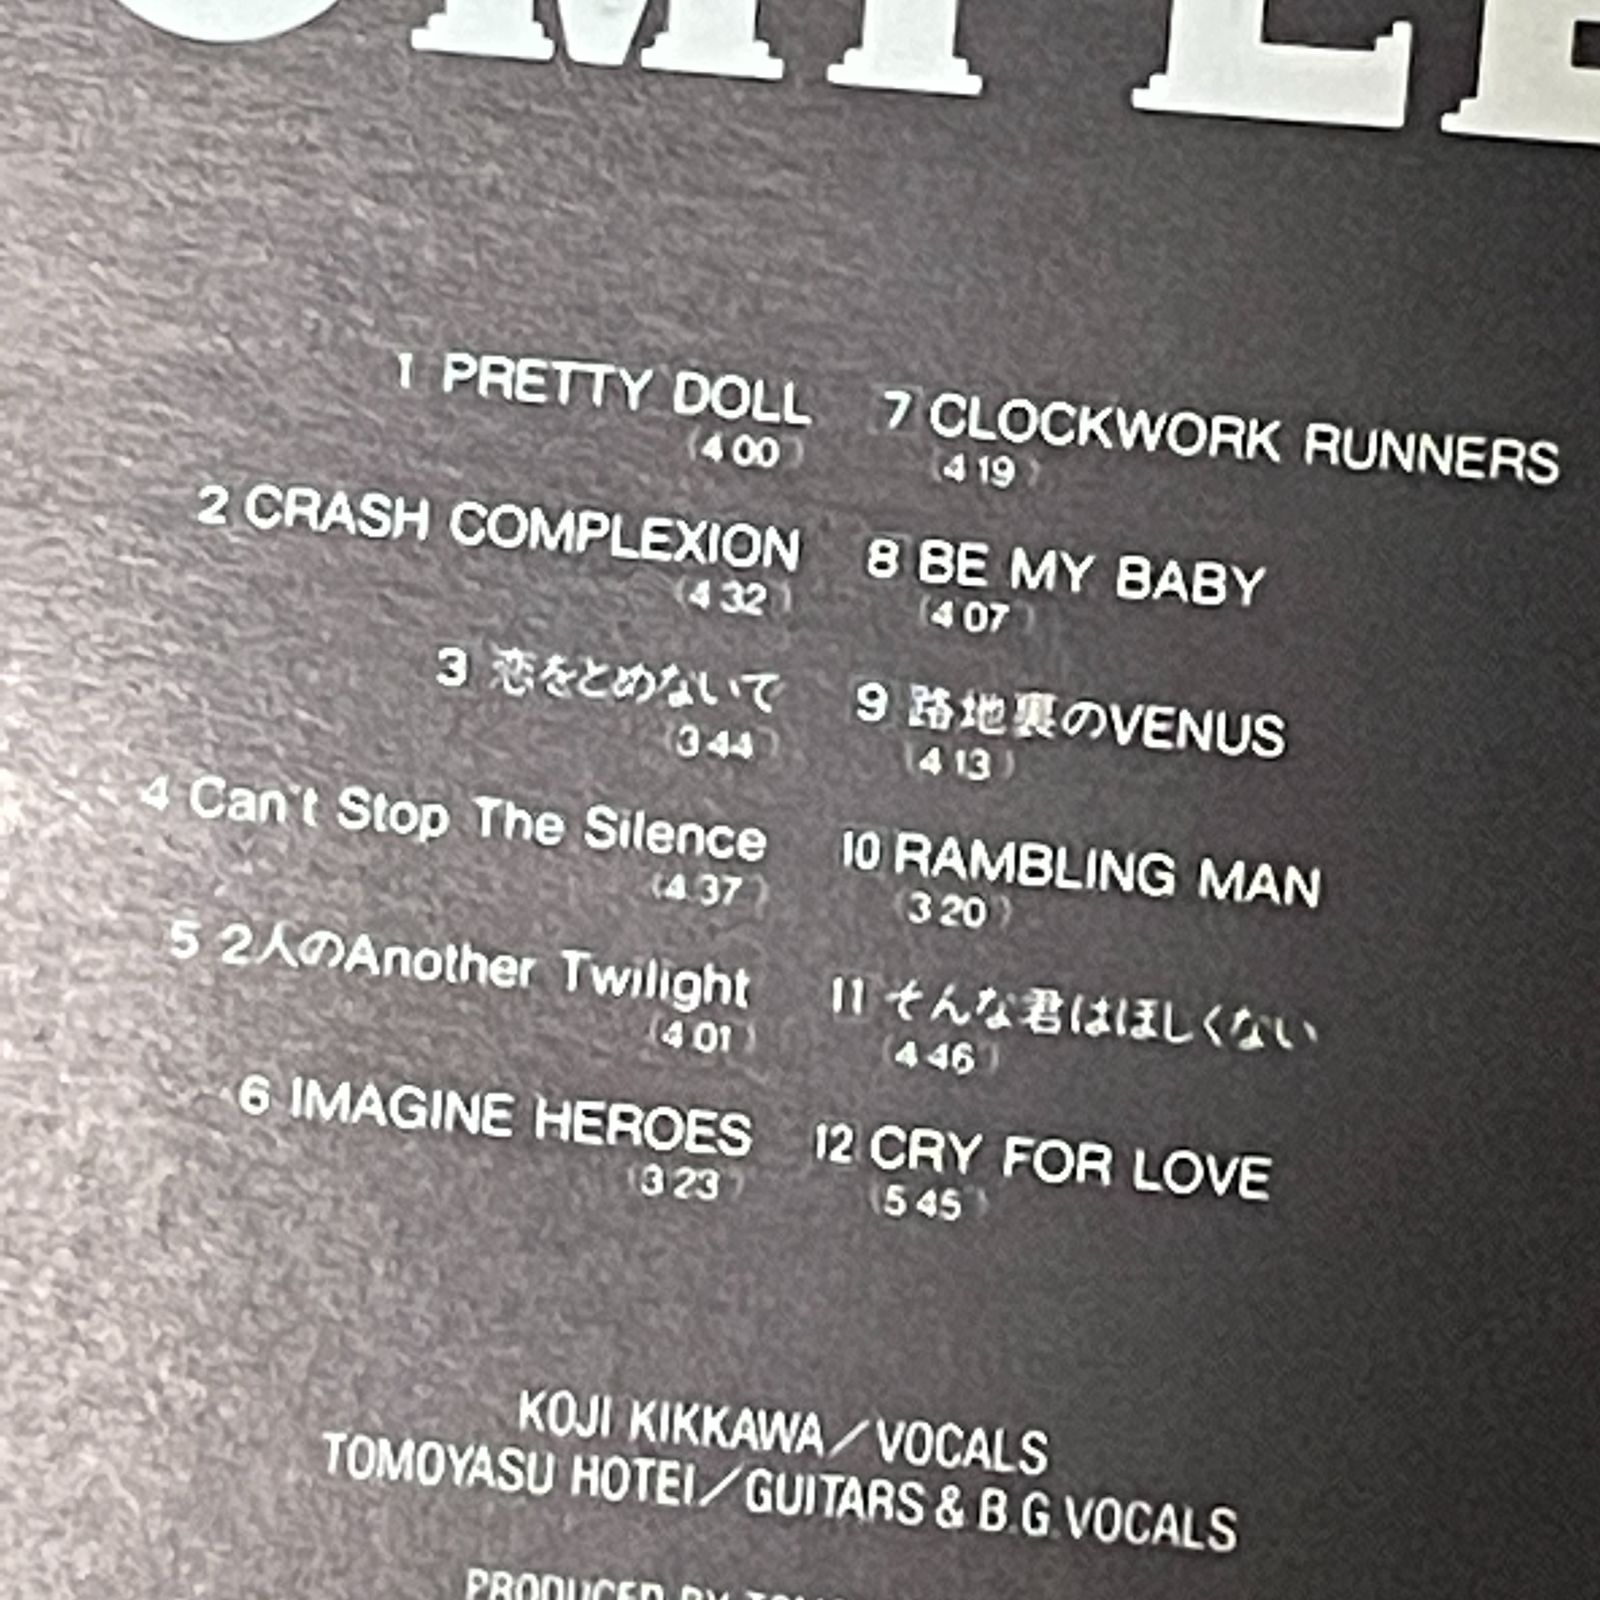 OMPLE
1 PRETTY DOLL
(4 00)
2 CRASH COMPLEXION
(4 32)
3 恋をとめないで
(3 44)
4 Can't Stop The Silence
(4 37)
5 2人のAnother Twilight
(4 01)
6 IMAGINE HEROES
(3 23)
7 CLOCKWORK RUNNERS
(4 19)
8 BE MY BABY
(4 07)
9 路地裏のVENUS
(4 13)
10 RAMBLING MAN
(3 20)
11 そんな君はほしくない
(4 46)
12 CRY FOR LOVE
(5 45)
KOJI KIKKAWA／VOCALS
TOMOYASU HOTEI／GUITARS & B.G.VOCALS
PRODUCED BY